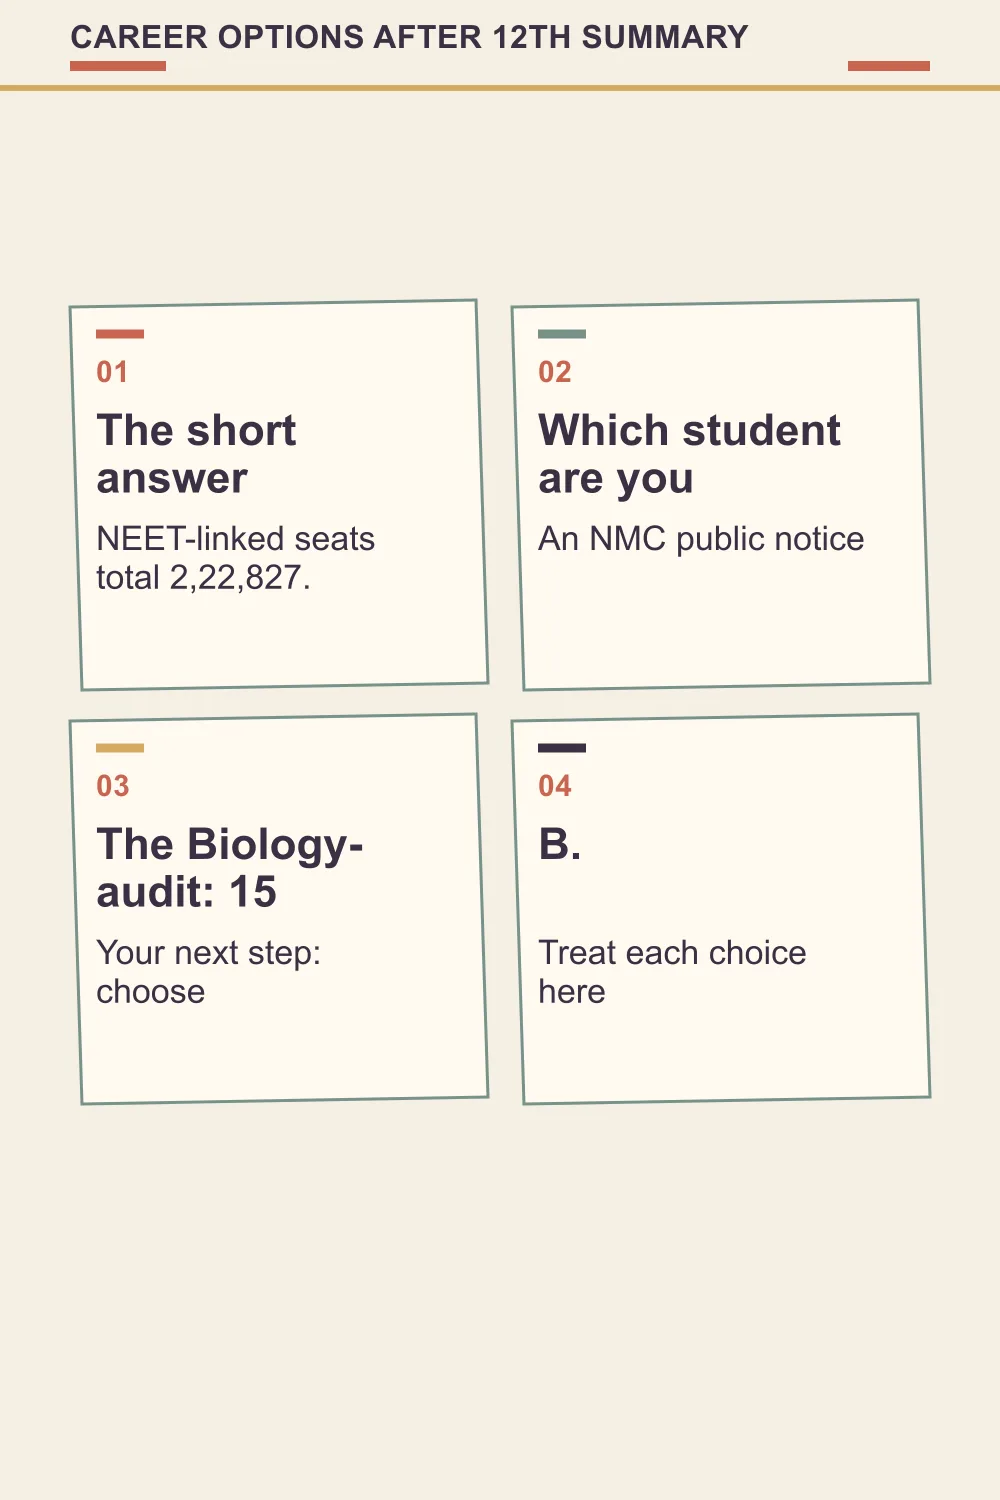 CAREER OPTIONS AFTER 12TH SUMMARY
01
The short
answer
NEET-linked seats
total 2,22,827.
02
Which student
are you
An NMC public notice
03
The Biology-
audit: 15
Your next step:
choose
04
B.
Treat each choice
here